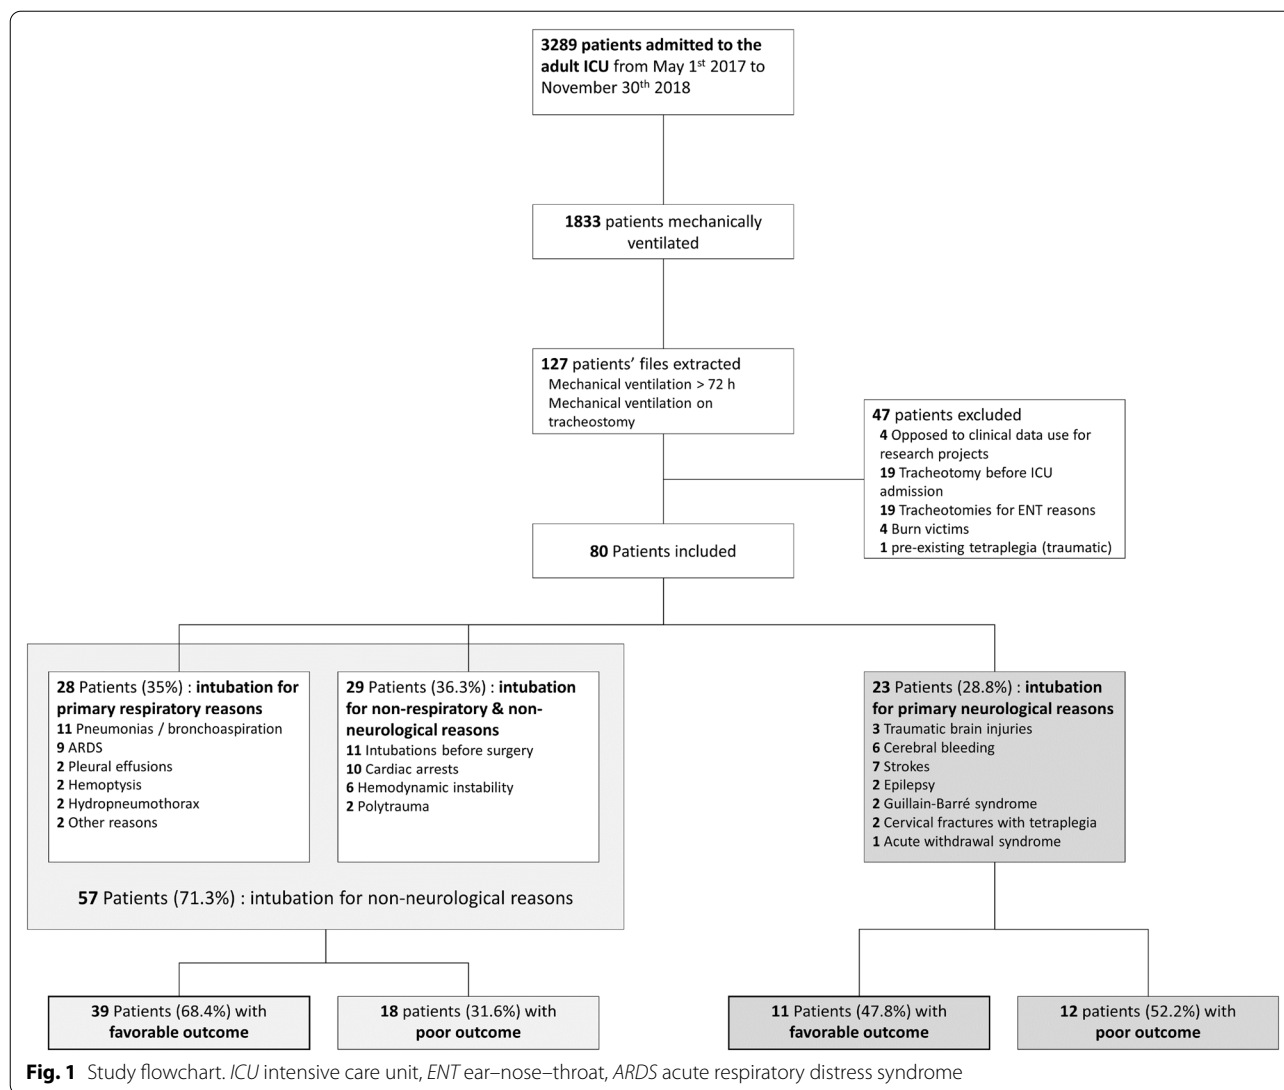 3289 patients admitted to the
adult ICU from May 1st 2017 to
November 30th 2018
1833 patients mechanically
ventilated
127 patients’ files extracted
Mechanical ventilation > 72 h
Mechanical ventilation on
tracheostomy
47 patients excluded
4 Opposed to clinical data use for
research projects
19 Tracheotomy before ICU
admission
19 Tracheotomies for ENT reasons
4 Burn victims
1 pre-existing tetraplegia (traumatic)
80 Patients included
28 Patients (35%) : intubation for
primary respiratory reasons
11 Pneumonias / bronchoaspiration
9 ARDS
2 Pleural effusions
2 Hemoptysis
2 Hydropneumothorax
2 Other reasons
29 Patients (36.3%) : intubation
for non-respiratory & non-
neurological reasons
11 Intubations before surgery
10 Cardiac arrests
6 Hemodynamic instability
2 Polytrauma
57 Patients (71.3%) : intubation for non-neurological reasons
23 Patients (28.8%) : intubation
for primary neurological reasons
3 Traumatic brain injuries
6 Cerebral bleeding
7 Strokes
2 Epilepsy
2 Guillain-Barré syndrome
2 Cervical fractures with tetraplegia
1 Acute withdrawal syndrome
39 Patients (68.4%) with
favorable outcome
18 patients (31.6%) with
poor outcome
11 Patients (47.8%) with
favorable outcome
12 patients (52.2%) with
poor outcome
Fig. 1 Study flowchart. ICU intensive care unit, ENT ear–nose–throat, ARDS acute respiratory distress syndrome